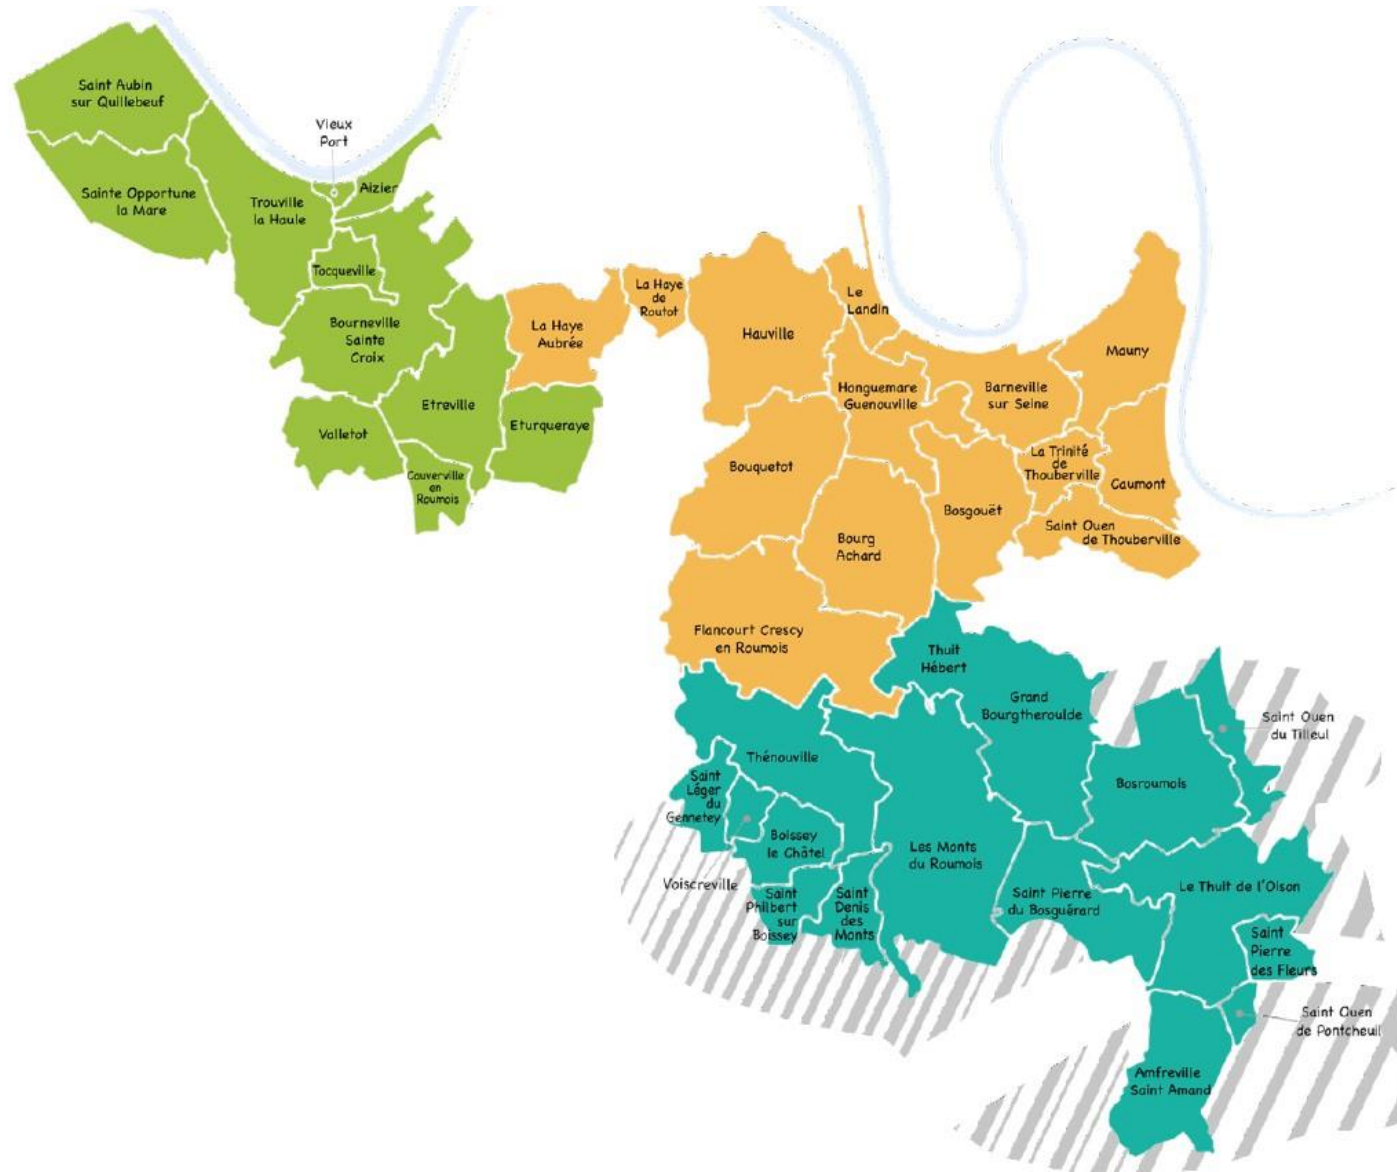 Saint Aubin
sur Quillebeuf
Vieux
Port
Sainte Opportune
la Mare
Trouville
la Haule
Aizier
Tocqueville
Bourneville
Sainte
Croix
Etreville
Valletot
Cauverville
en
Roumois
Eturqueraye
La Haye
Aubrée
La Haye
de
Routot
Hauville
Le
Landin
Honguemare
Guenouville
Barneville
sur Seine
Mauny
Bouquetot
La Trinité
de
Thouberville
Caumont
Bosgouët
Saint Ouen
de Thouberville
Bourg
Achard
Flancourt Crescy
en Roumois
Thuit
Hébert
Grand
Bourgtheroulde
Saint Ouen
du Tilleul
Thénouville
Bosroumois
Saint
Léger
du
Gennetey
Boissey
le Châtel
Les Monts
du Roumois
Voiscreville
Saint
Philbert
sur
Boissey
Saint
Denis
des
Monts
Saint Pierre
du Bosguérard
Le Thuit de l'Oison
Saint
Pierre
des Fleurs
Saint Ouen
de Pontcheuil
Amfreville
Saint Amand